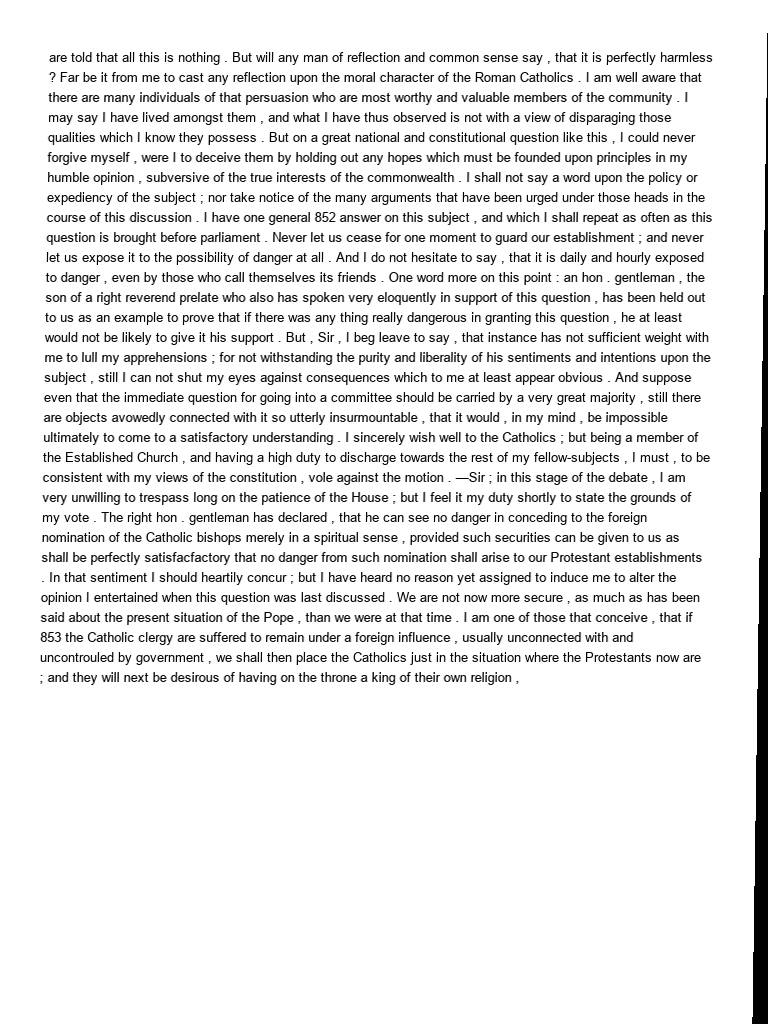 are told that all this is nothing . But will any man of reflection and common sense say , that it is perfectly harmless
? Far be it from me to cast any reflection upon the moral character of the Roman Catholics . I am well aware that
there are many individuals of that persuasion who are most worthy and valuable members of the community . I
may say I have lived amongst them , and what I have thus observed is not with a view of disparaging those
qualities which I know they possess . But on a great national and constitutional question like this , I could never
forgive myself , were I to deceive them by holding out any hopes which must be founded upon principles in my
humble opinion , subversive of the true interests of the commonwealth . I shall not say a word upon the policy or
expediency of the subject ; nor take notice of the many arguments that have been urged under those heads in the
course of this discussion . I have one general 852 answer on this subject , and which I shall repeat as often as this
question is brought before parliament . Never let us cease for one moment to guard our establishment ; and never
let us expose it to the possibility of danger at all . And I do not hesitate to say , that it is daily and hourly exposed
to danger , even by those who call themselves its friends . One word more on this point : an hon . gentleman , the
son of a right reverend prelate who also has spoken very eloquently in support of this question , has been held out
to us as an example to prove that if there was any thing really dangerous in granting this question , he at least
would not be likely to give it his support . But , Sir , I beg leave to say , that instance has not sufficient weight with
me to lull my apprehensions ; for not withstanding the purity and liberality of his sentiments and intentions upon the
subject , still I can not shut my eyes against consequences which to me at least appear obvious . And suppose
even that the immediate question for going into a committee should be carried by a very great majority , still there
are objects avowedly connected with it so utterly insurmountable , that it would , in my mind , be impossible
ultimately to come to a satisfactory understanding . I sincerely wish well to the Catholics ; but being a member of
the Established Church , and having a high duty to discharge towards the rest of my fellow-subjects , I must , to be
consistent with my views of the constitution , vole against the motion . —Sir ; in this stage of the debate , I am
very unwilling to trespass long on the patience of the House ; but I feel it my duty shortly to state the grounds of
my vote . The right hon . gentleman has declared , that he can see no danger in conceding to the foreign
nomination of the Catholic bishops merely in a spiritual sense , provided such securities can be given to us as
shall be perfectly satisfacfactory that no danger from such nomination shall arise to our Protestant establishments
. In that sentiment I should heartily concur ; but I have heard no reason yet assigned to induce me to alter the
opinion I entertained when this question was last discussed . We are not now more secure , as much as has been
said about the present situation of the Pope , than we were at that time . I am one of those that conceive , that if
853 the Catholic clergy are suffered to remain under a foreign influence , usually unconnected with and
uncontrouled by government , we shall then place the Catholics just in the situation where the Protestants now are
; and they will next be desirous of having on the throne a king of their own religion ,